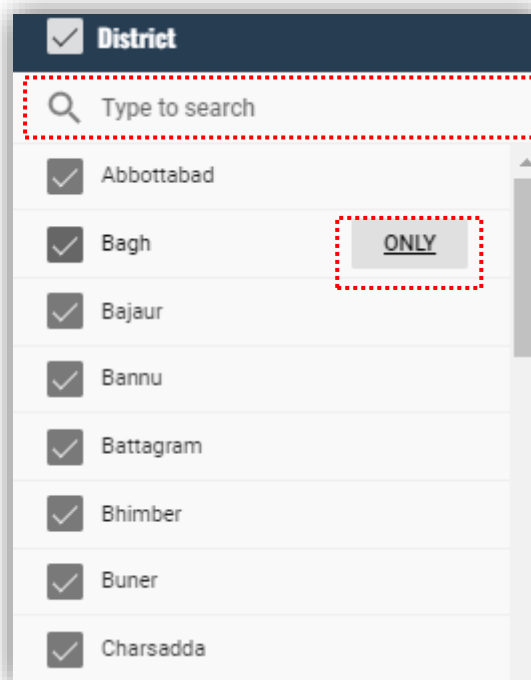 District
Type to search
Abbottabad
Bagh ONLY
Bajaur
Bannu
Battagram
Bhimber
Buner
Charsadda